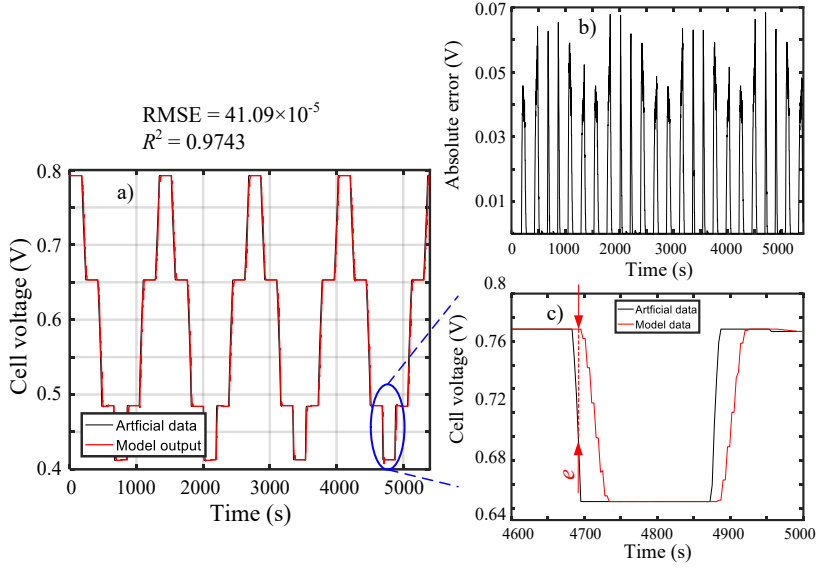 RMSE = 41.09×10-5
R2 = 0.9743
a)
Cell voltage (V)
0.8
0.7
0.6
0.5
0.4
Artficial data
Model output
0 1000 2000 3000 4000 5000
Time (s)
b)
Absolute error (V)
0.07
0.05
0.03
0.01
0 1000 2000 3000 4000 5000
Time (s)
c)
Cell voltage (V)
0.8
0.76
0.72
0.68
0.64
Artficial data
Model data
e
4600 4700 4800 4900 5000
Time (s)